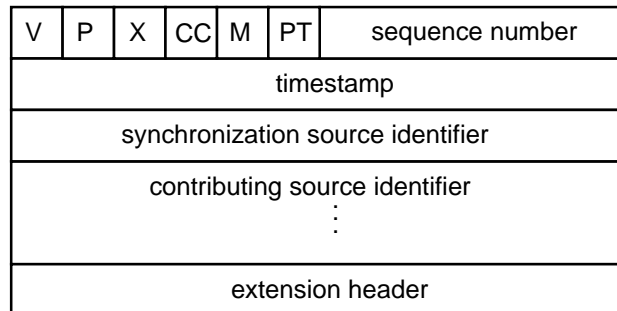 V P X CC M PT sequence number
timestamp
synchronization source identifier
contributing source identifier
extension header